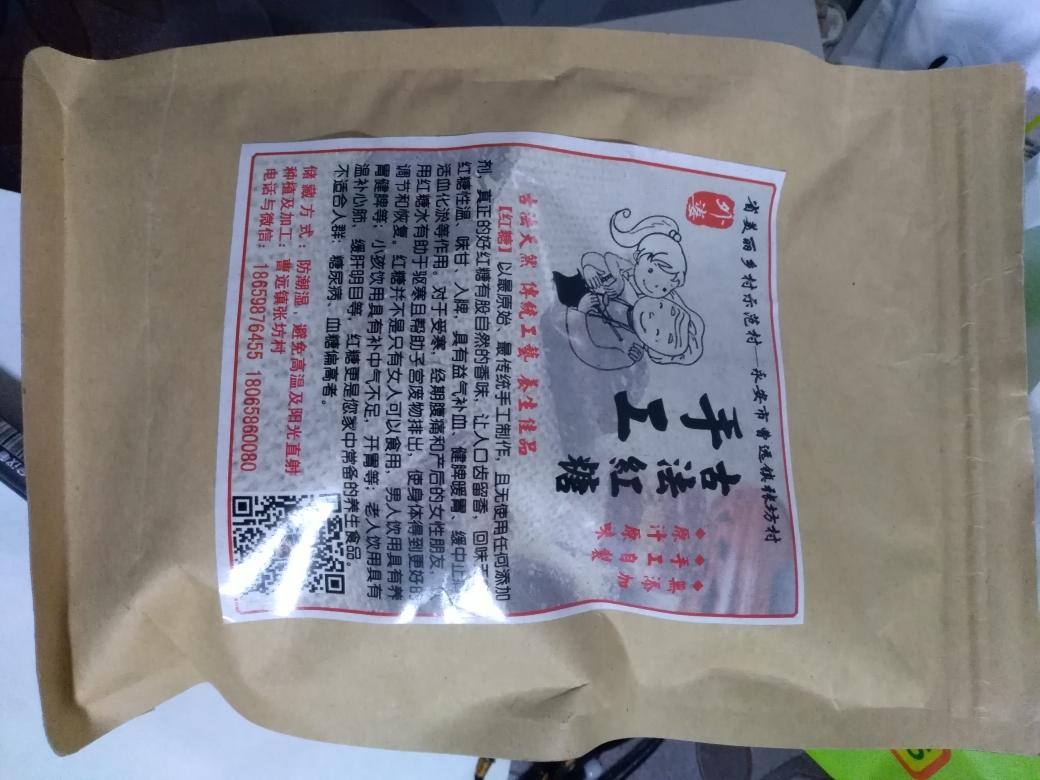 省美丽乡村示范村——永安市曹远镇张坊村
外婆
手工
古法红糖
◆原汁原味
◆手工自製
◆無添加
古法天然 傳統工藝 养生佳品
【红糖】以最原始、最传统手工制作，且无使用任何添加
剂，真正的好红糖有股自然的香味，让人口齿留香，回味
红糖性温、味甘、入脾，具有益气补血、健脾暖胃、缓中止
活血化淤等作用。对于受寒，经期腹痛和产后的女性朋友，
用红糖水有助于驱寒且帮助子宫废物排出，使身体得到更好的
调节和恢复。红糖并不是只有女人可以食用，男人饮用具有养
胃健脾等；小孩饮用具有补中气不足，开胃等；老人饮用具有
温补心肺，缓肝明目等，红糖更是您家中常备的养生食品。
不适合人群：糖尿病、血糖偏高者。
储藏方式：防潮湿，避免高温及阳光直射
种植及加工：曹远镇张坊村
电话与微信：18659876455 18065860080